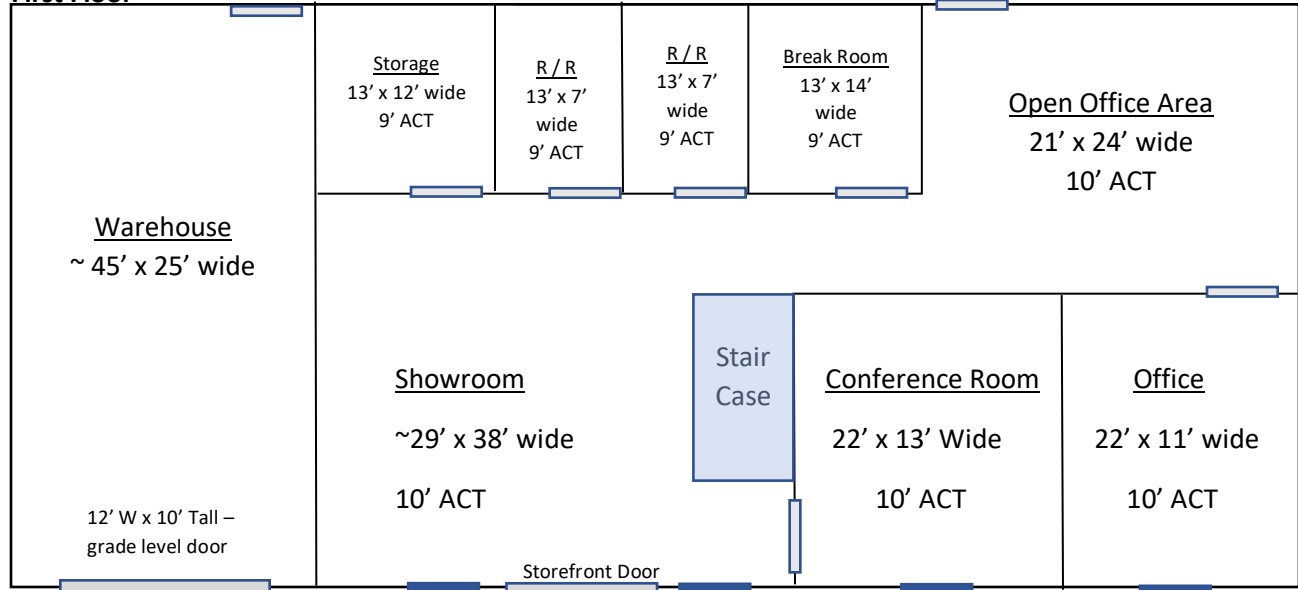 First Floor
Storage
13’ x 12’ wide
9’ ACT
R / R
13’ x 7’
wide
9’ ACT
R / R
13’ x 7’
wide
9’ ACT
Break Room
13’ x 14’
wide
9’ ACT
Open Office Area
21’ x 24’ wide
10’ ACT
Warehouse
~ 45’ x 25’ wide
12’ W x 10’ Tall –
grade level door
Showroom
~29’ x 38’ wide
10’ ACT
Storefront Door
Stair
Case
Conference Room
22’ x 13’ Wide
10’ ACT
Office
22’ x 11’ wide
10’ ACT